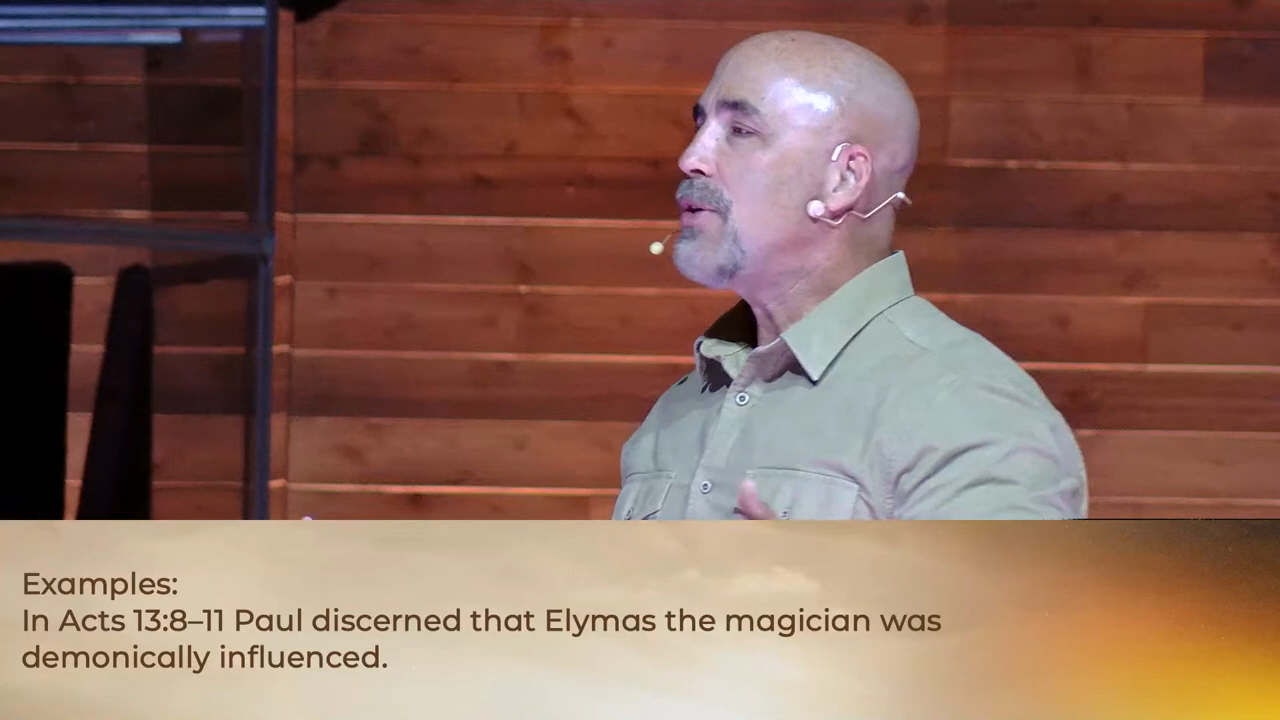 Examples:
In Acts 13:8–11 Paul discerned that Elymas the magician was
demonically influenced.